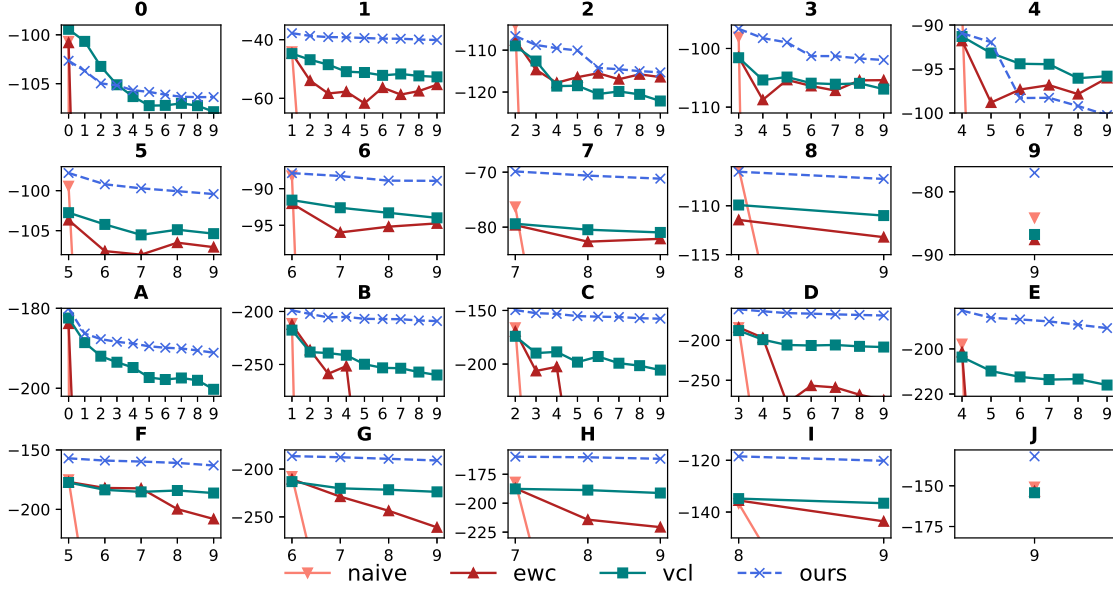 0 1 2 3 4
−100 −40 −110 −100 −90
−105 −60 −120 −110 −95
−100
0 1 2 3 4 5 6 7 8 9 1 2 3 4 5 6 7 8 9 2 3 4 5 6 7 8 9 3 4 5 6 7 8 9 4 5 6 7 8 9
5 6 7 8 9
−100 −90 −70 −110 −80
−105 −95 −80 −115 −90
5 6 7 8 9 6 7 8 9 7 8 9 8 9 9
A B C D E
−180 −200 −150 −200 −200
−200 −250 −200 −250 −220
0 1 2 3 4 5 6 7 8 9 1 2 3 4 5 6 7 8 9 2 3 4 5 6 7 8 9 3 4 5 6 7 8 9 4 5 6 7 8 9
F G H I J
−150 −200 −175 −120 −150
−200 −250 −200 −140 −175
−225
5 6 7 8 9 6 7 8 9 7 8 9 8 9 9
naive ewc vcl ours